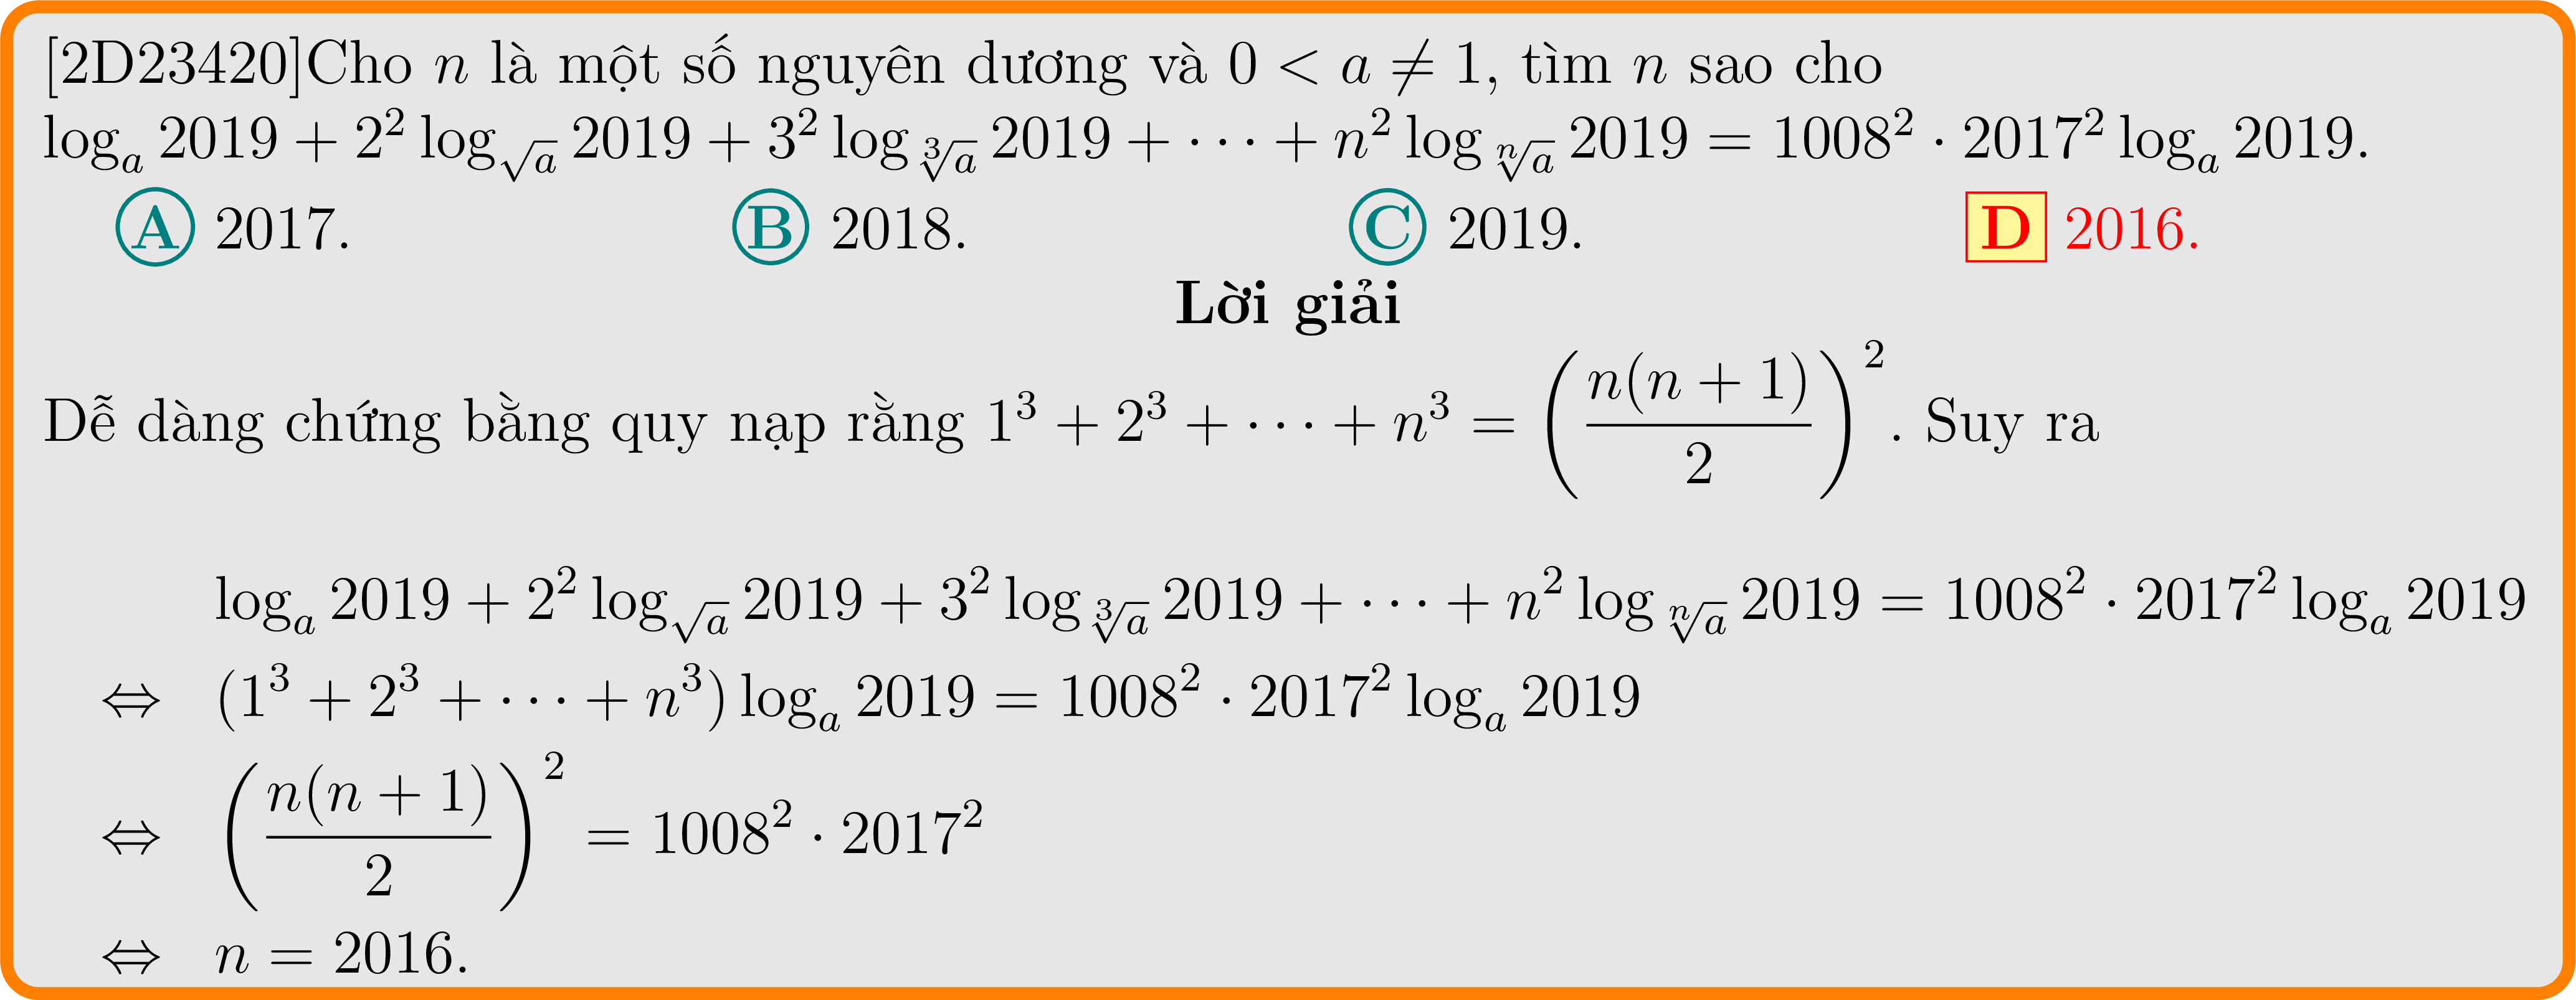 [2D23420]Cho $n$ là một số nguyên dương và $0 < a \neq 1$, tìm $n$ sao cho
$\log_a 2019 + 2^2 \log_{\sqrt{a}} 2019 + 3^2 \log_{\sqrt[3]{a}} 2019 + \cdots + n^2 \log_{\sqrt[n]{a}} 2019 = 1008^2 \cdot 2017^2 \log_a 2019.$
A 2017. B 2018. C 2019. D 2016.
Lời giải
Dễ dàng chứng bằng quy nạp rằng $1^3 + 2^3 + \cdots + n^3 = \left(\frac{n(n+1)}{2}\right)^2$. Suy ra
$\log_a 2019 + 2^2 \log_{\sqrt{a}} 2019 + 3^2 \log_{\sqrt[3]{a}} 2019 + \cdots + n^2 \log_{\sqrt[n]{a}} 2019 = 1008^2 \cdot 2017^2 \log_a 2019$
$\Leftrightarrow (1^3 + 2^3 + \cdots + n^3) \log_a 2019 = 1008^2 \cdot 2017^2 \log_a 2019$
$\Leftrightarrow \left(\frac{n(n+1)}{2}\right)^2 = 1008^2 \cdot 2017^2$
$\Leftrightarrow n = 2016.$